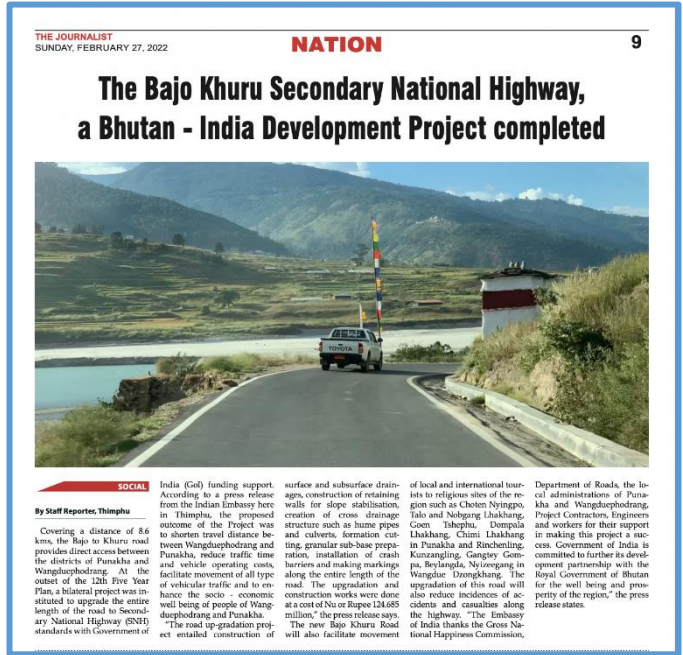 THE JOURNALIST
SUNDAY, FEBRUARY 27, 2022
NATION
9
The Bajo Khuru Secondary National Highway,
a Bhutan - India Development Project completed
TOYOTA
SOCIAL
By Staff Reporter, Thimphu
Covering a distance of 8.6
kms, the Bajo to Khuru road
provides direct access between
the districts of Punakha and
Wangduephodrang. At the
outset of the 12th Five Year
Plan, a bilateral project was in-
stituted to upgrade the entire
length of the road to Second-
ary National Highway (SNH)
standards with Government of
India (GoI) funding support.
According to a press release
from the Indian Embassy here
in Thimphu, the proposed
outcome of the Project was
to shorten travel distance be-
tween Wangduephodrang and
Punakha, reduce traffic time
and vehicle operating costs,
facilitate movement of all type
of vehicular traffic and to en-
hance the socio - economic
well being of people of Wang-
duephodrang and Punakha.
"The road up-gradation proj-
ect entailed construction of
surface and subsurface drain-
ages, construction of retaining
walls for slope stabilisation,
creation of cross drainage
structure such as hume pipes
and culverts, formation cut-
ting, granular sub-base prepa-
ration, installation of crash
barriers and making markings
along the entire length of the
road. The upgradation and
construction works were done
at a cost of Nu or Rupee 124.685
million," the press release says.
The new Bajo Khuru Road
will also facilitate movement
of local and international tour-
ists to religious sites of the re-
gion such as Choten Nyingpo,
Talo and Nobgang Lhakhang,
Goen Tshephu, Dompala
Lhakhang, Chimi Lhakhang
in Punakha and Rinchenling,
Kunzangling, Gangtey Gom-
pa, Beylangda, Nyizeegang in
Wangdue Dzongkhang. The
upgradation of this road will
also reduce incidences of ac-
cidents and casualties along
the highway. "The Embassy
of India thanks the Gross Na-
tional Happiness Commission,
Department of Roads, the lo-
cal administrations of Puna-
kha and Wangduephodrang,
Project Contractors, Engineers
and workers for their support
in making this project a suc-
cess. Government of India is
committed to further its devel-
opment partnership with the
Royal Government of Bhutan
for the well being and pros-
perity of the region," the press
release states.